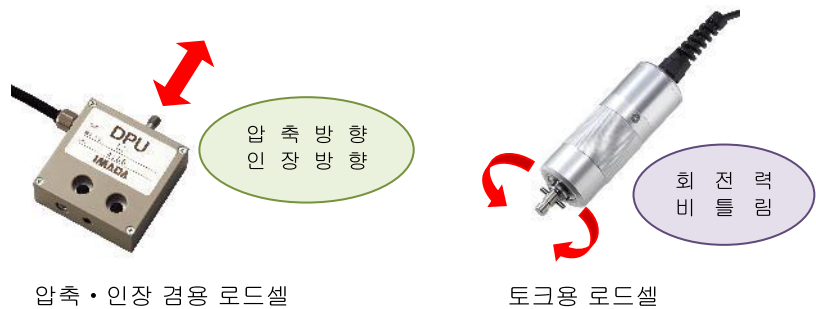 DPU
IMADA
압 축 방 향
인 장 방 향
회 전 력
비 틀 림
압축・인장 겸용 로드셀
토크용 로드셀